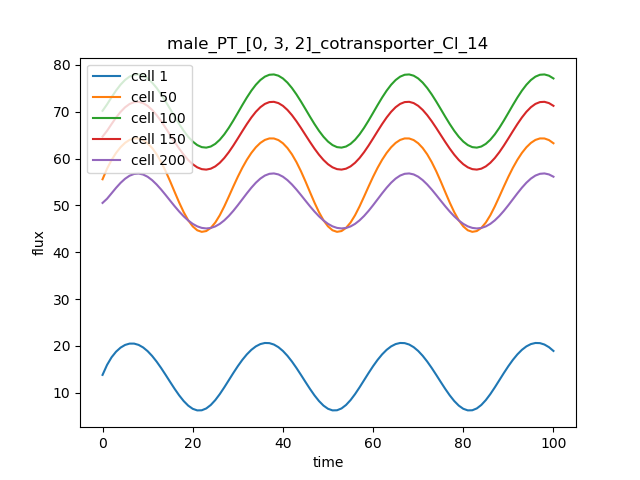 male_PT_[0, 3, 2]_cotransporter_Cl_14
cell 1
cell 50
cell 100
cell 150
cell 200
80
70
60
50
40
30
20
10
flux
0
20
40
60
80
100
time